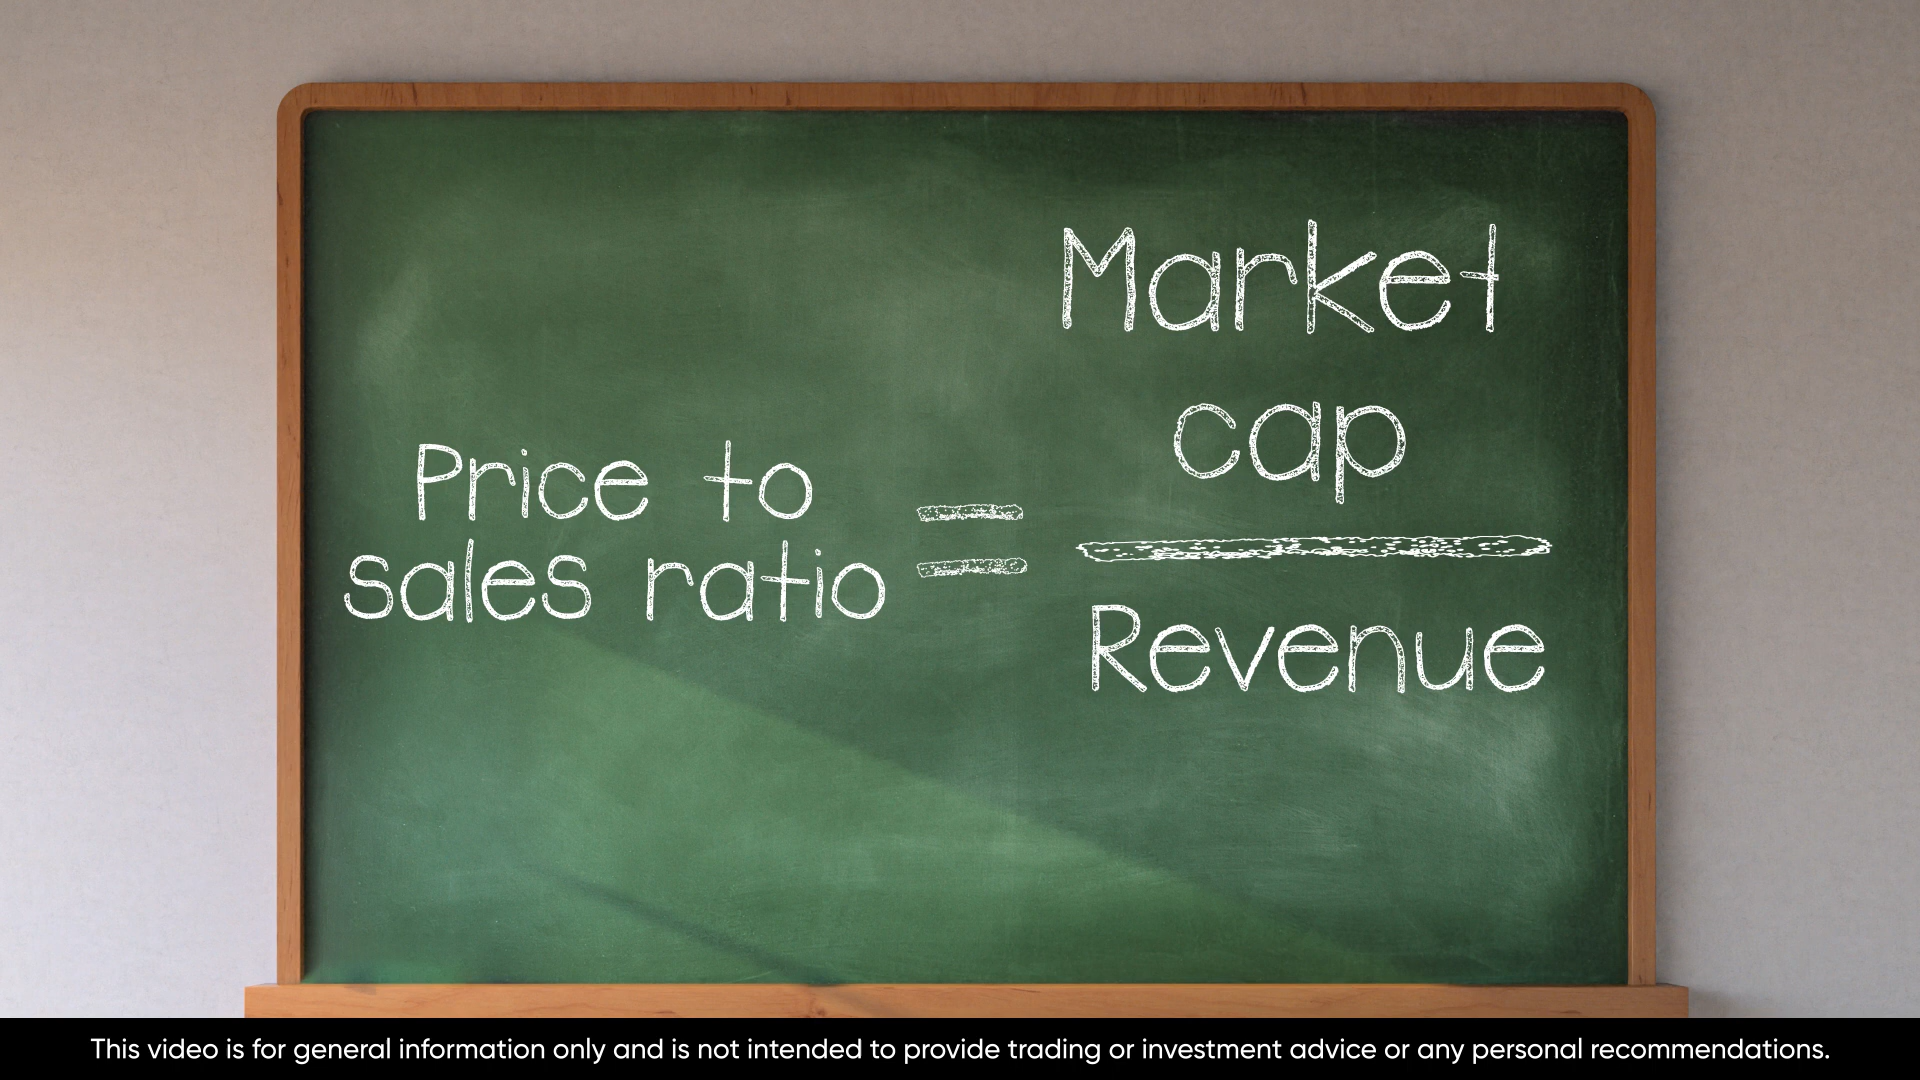 Price to
sales ratio
=
Market
cap
Revenue
This video is for general information only and is not intended to provide trading or investment advice or any personal recommendations.